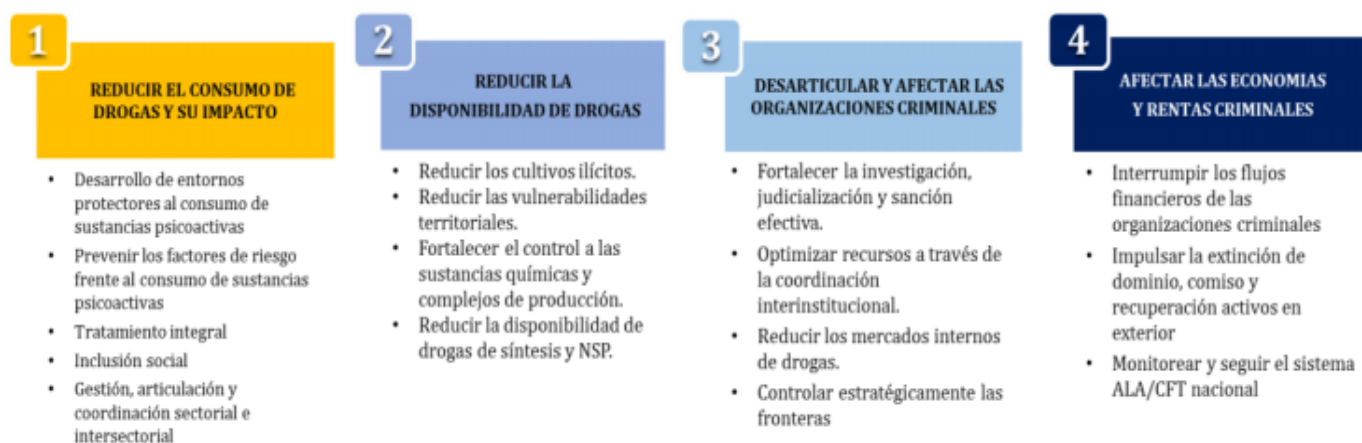 1
REDUCIR EL CONSUMO DE
DROGAS Y SU IMPACTO
• Desarrollo de entornos
protectores al consumo de
sustancias psicoactivas
• Prevenir los factores de riesgo
frente al consumo de sustancias
psicoactivas
• Tratamiento integral
• Inclusión social
• Gestión, articulación y
coordinación sectorial e
intersectorial
2
REDUCIR LA
DISPONIBILIDAD DE DROGAS
• Reducir los cultivos ilícitos.
• Reducir las vulnerabilidades
territoriales.
• Fortalecer el control a las
sustancias químicas y
complejos de producción.
• Reducir la disponibilidad de
drogas de síntesis y NSP.
3
DESARTICULAR Y AFECTAR LAS
ORGANIZACIONES CRIMINALES
• Fortalecer la investigación,
judicialización y sanción
efectiva.
• Optimizar recursos a través de
la coordinación
interinstitucional.
• Reducir los mercados internos
de drogas.
• Controlar estratégicamente las
fronteras
4
AFECTAR LAS ECONOMIAS
Y RENTAS CRIMINALES
• Interrumpir los flujos
financieros de las
organizaciones criminales
• Impulsar la extinción de
dominio, comiso y
recuperación activos en
exterior
• Monitorear y seguir el sistema
ALA/CFT nacional